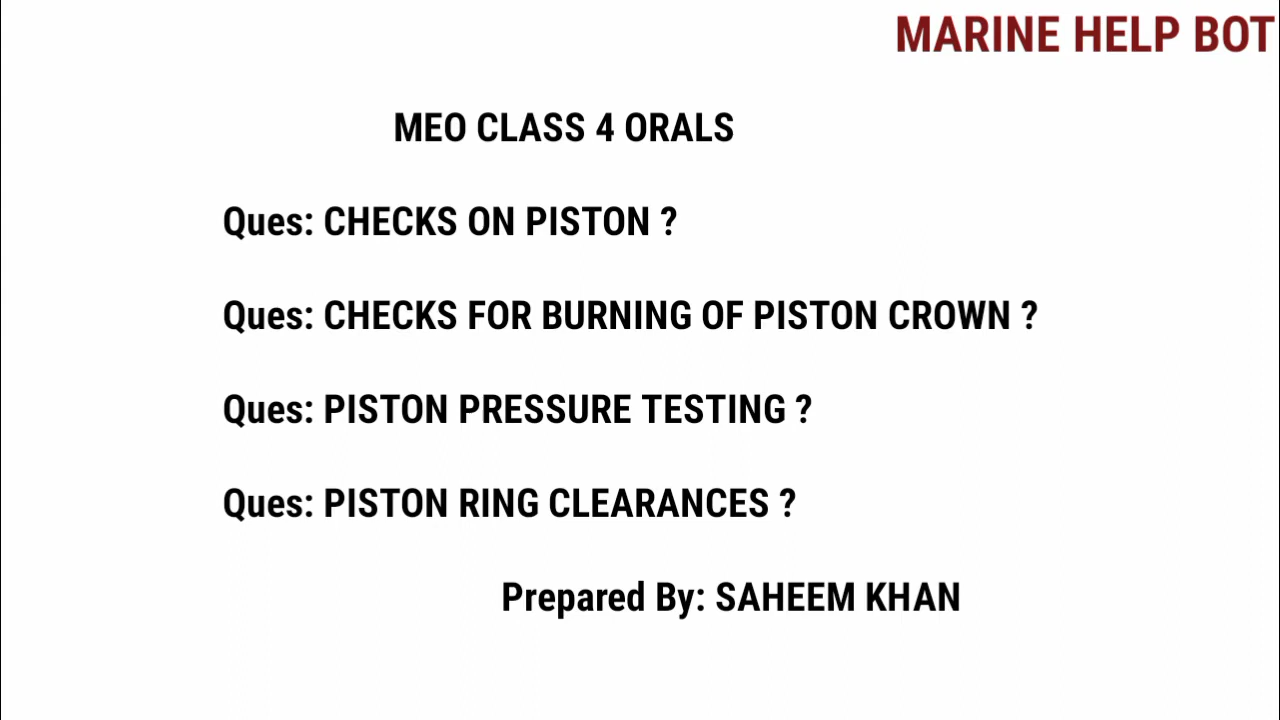 MARINE HELP BOT
MEO CLASS 4 ORALS
Ques: CHECKS ON PISTON ?
Ques: CHECKS FOR BURNING OF PISTON CROWN ?
Ques: PISTON PRESSURE TESTING ?
Ques: PISTON RING CLEARANCES ?
Prepared By: SAHEEM KHAN